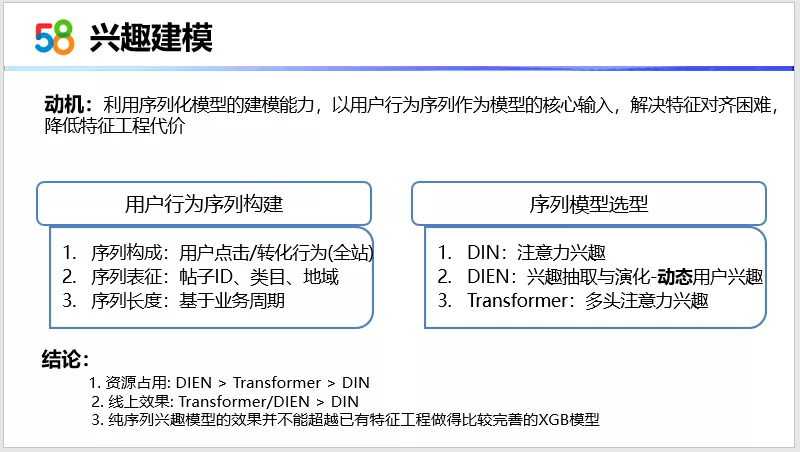 58 兴趣建模
动机：利用序列化模型的建模能力，以用户行为序列作为模型的核心输入，解决特征对齐困难，
降低特征工程代价
用户行为序列构建
1. 序列构成：用户点击/转化行为(全站)
2. 序列表征：帖子ID、类目、地域
3. 序列长度：基于业务周期
序列模型选型
1. DIN：注意力兴趣
2. DIEN：兴趣抽取与演化-动态用户兴趣
3. Transformer：多头注意力兴趣
结论：
1. 资源占用: DIEN > Transformer > DIN
2. 线上效果: Transformer/DIEN > DIN
3. 纯序列兴趣模型的效果并不能超越已有特征工程做得比较完善的XGB模型